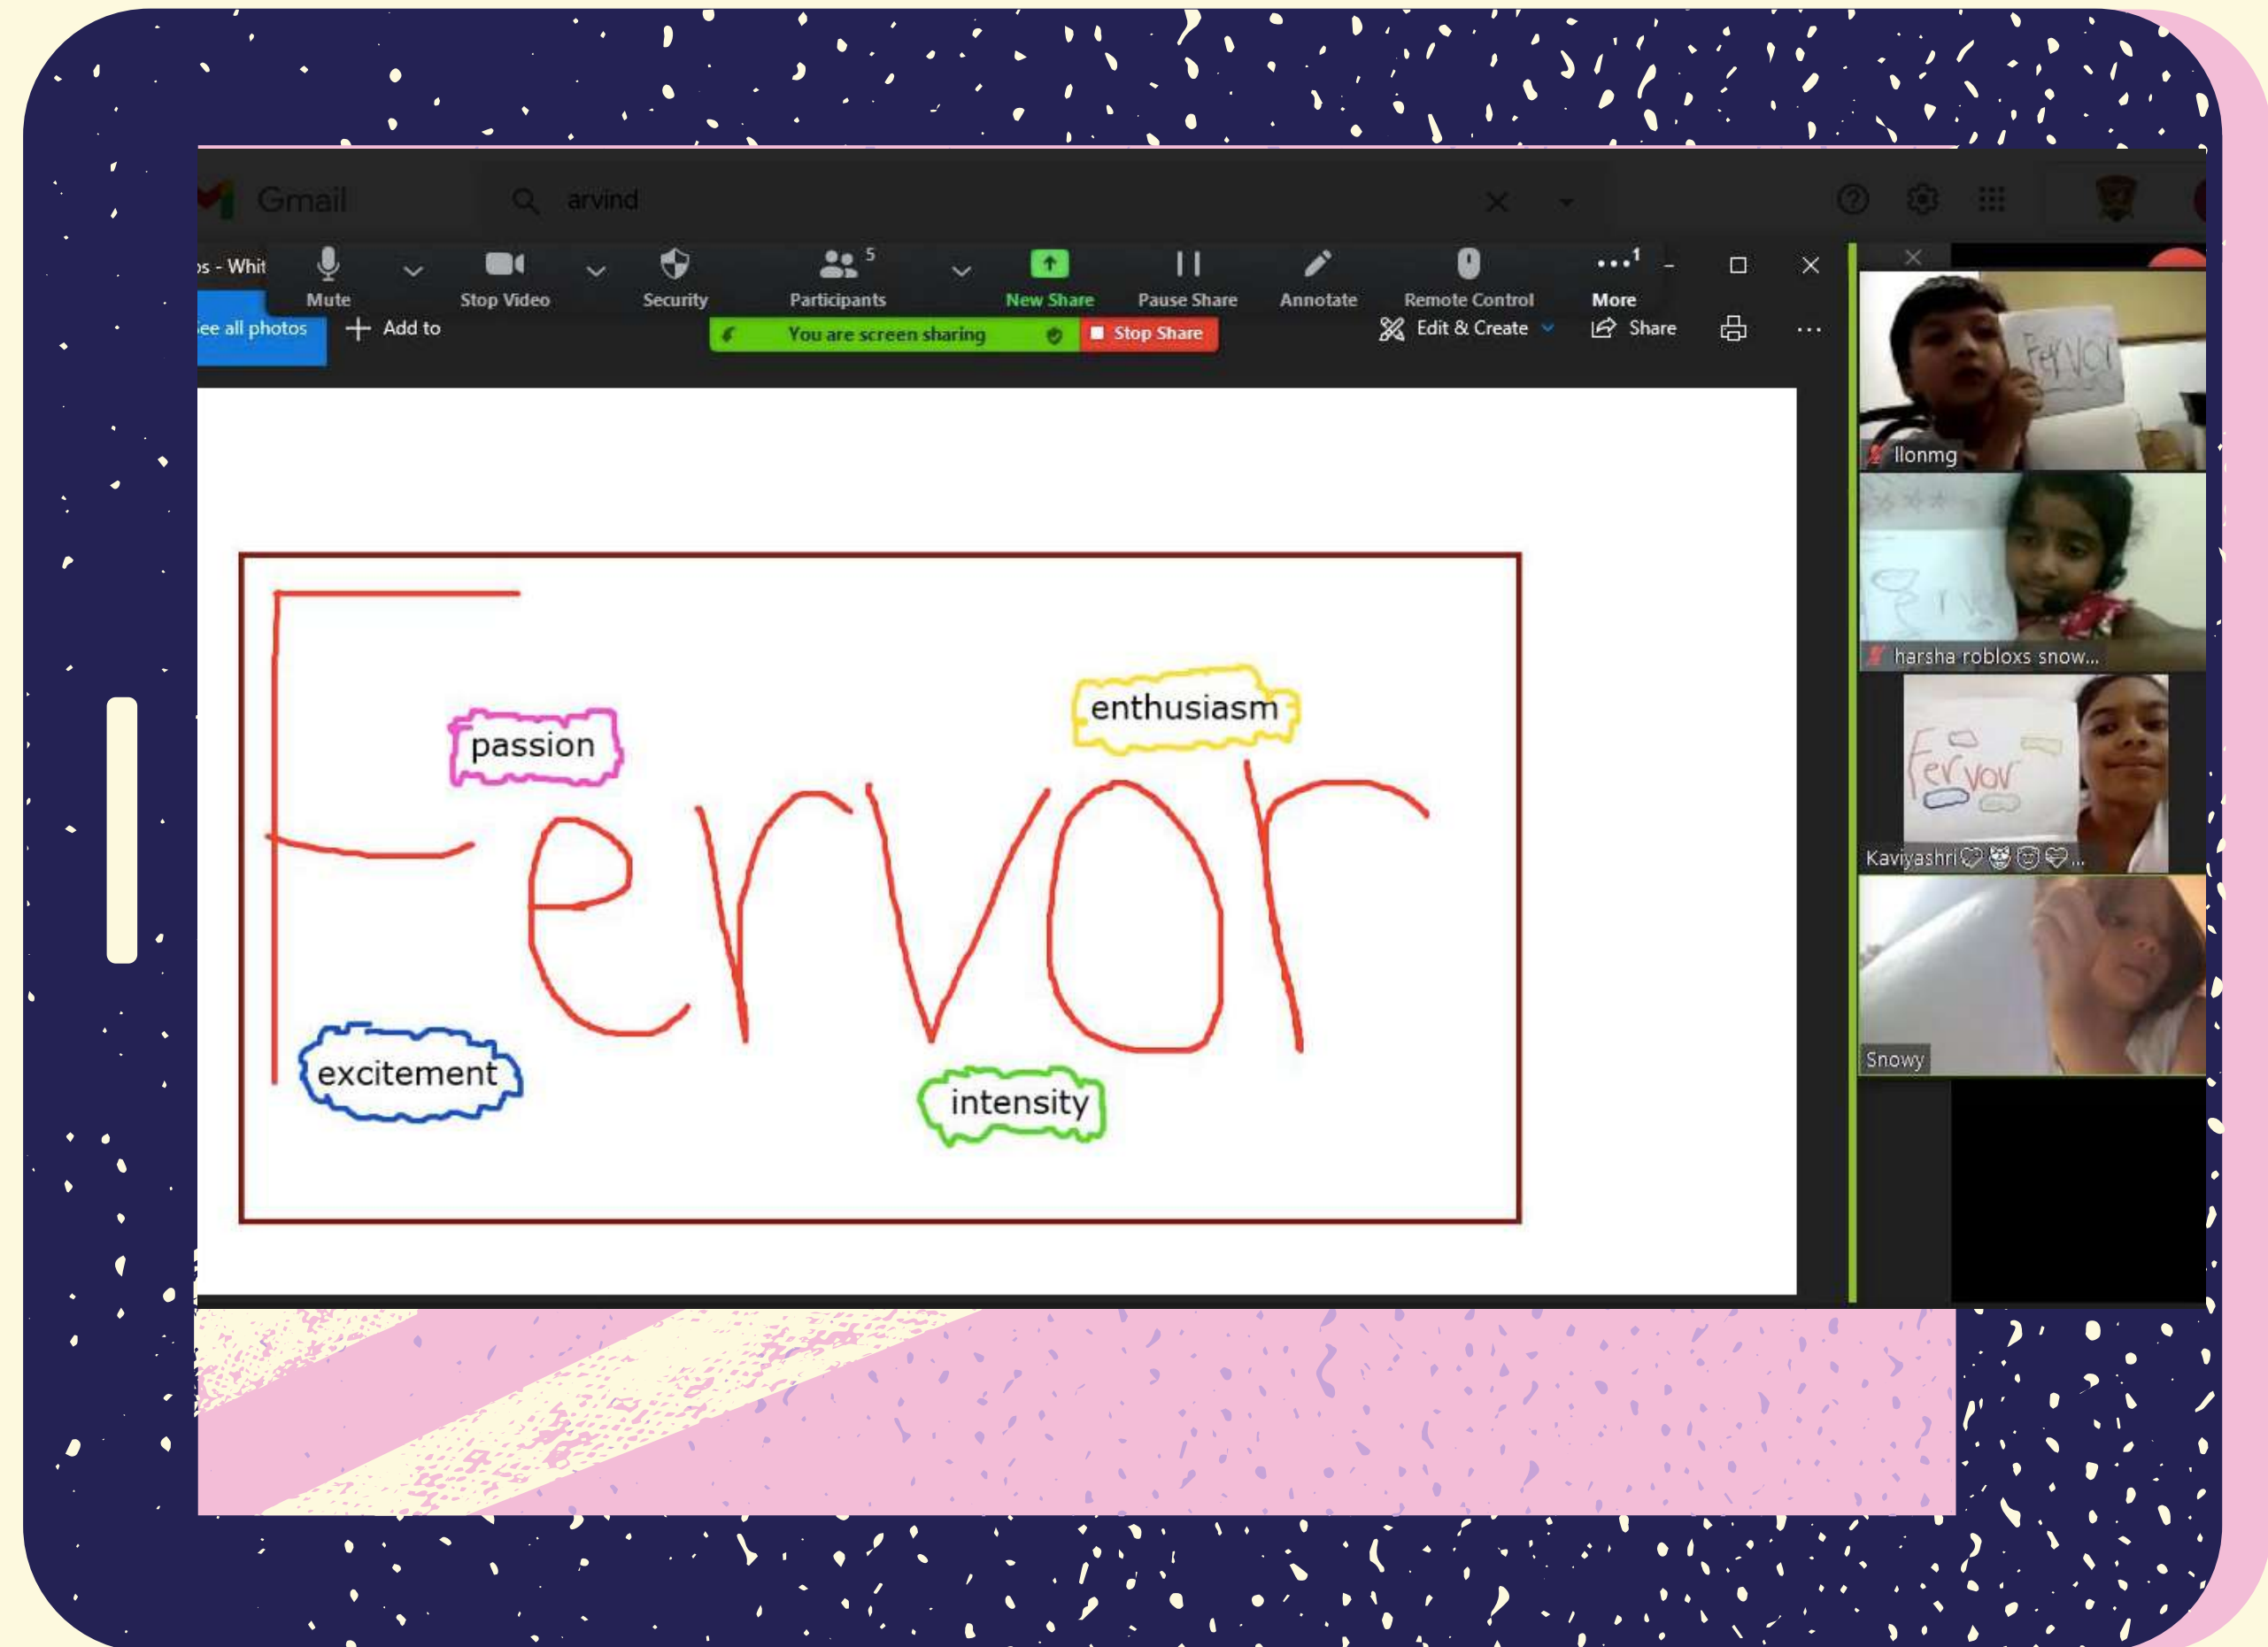 Gmail arvind
5 1
Mute Stop Video Security Participants New Share Pause Share Annotate Remote Control More
os - Whit
ee all photos Add to You are screen sharing Stop Share Edit & Create Share
Fervor
passion
enthusiasm
excitement
intensity
Fervor
llonmg
harsha robloxs snow...
Fervor
Kaviyashri...
Snowy